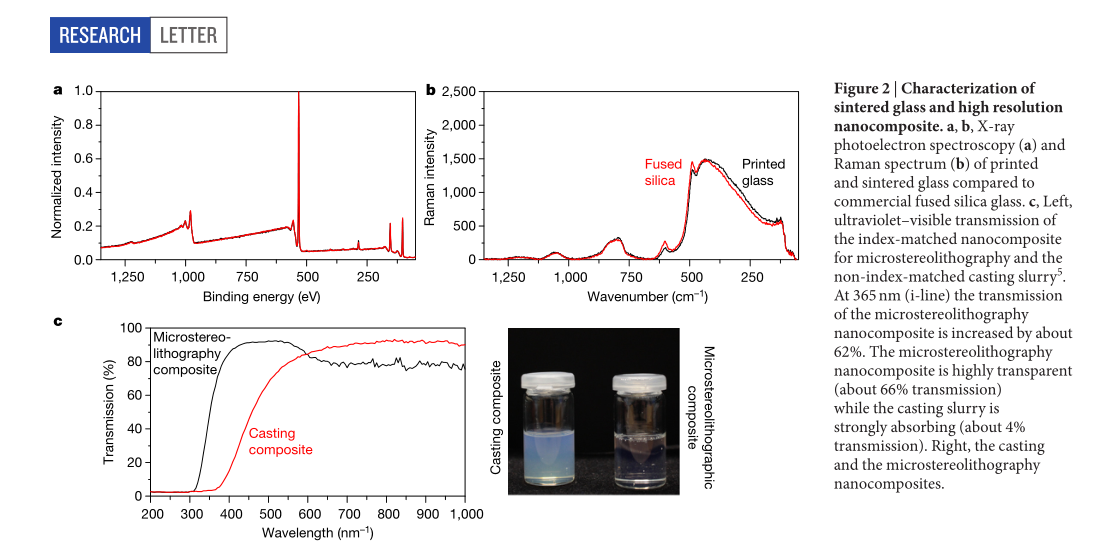 RESEARCH LETTER
a
1.0
0.8
0.6
0.4
0.2
0.0
Normalized intensity
1,250 1,000 750 500 250
Binding energy (eV)
b
2,500
2,000
1,500
1,000
500
0
Raman intensity
Fused
silica
Printed
glass
1,250 1,000 750 500 250
Wavenumber (cm⁻¹)
c
100
80
60
40
20
0
Transmission (%)
Microstereo-
lithography
composite
Casting
composite
200 300 400 500 600 700 800 900 1,000
Wavelength (nm⁻¹)
Casting composite
Microstereolithographic
composite
Figure 2 | Characterization of
sintered glass and high resolution
nanocomposite. a, b, X-ray
photoelectron spectroscopy (a) and
Raman spectrum (b) of printed
and sintered glass compared to
commercial fused silica glass. c, Left,
ultraviolet–visible transmission of
the index-matched nanocomposite
for microstereolithography and the
non-index-matched casting slurry⁵.
At 365 nm (i-line) the transmission
of the microstereolithography
nanocomposite is increased by about
62%. The microstereolithography
nanocomposite is highly transparent
(about 66% transmission)
while the casting slurry is
strongly absorbing (about 4%
transmission). Right, the casting
and the microstereolithography
nanocomposites.